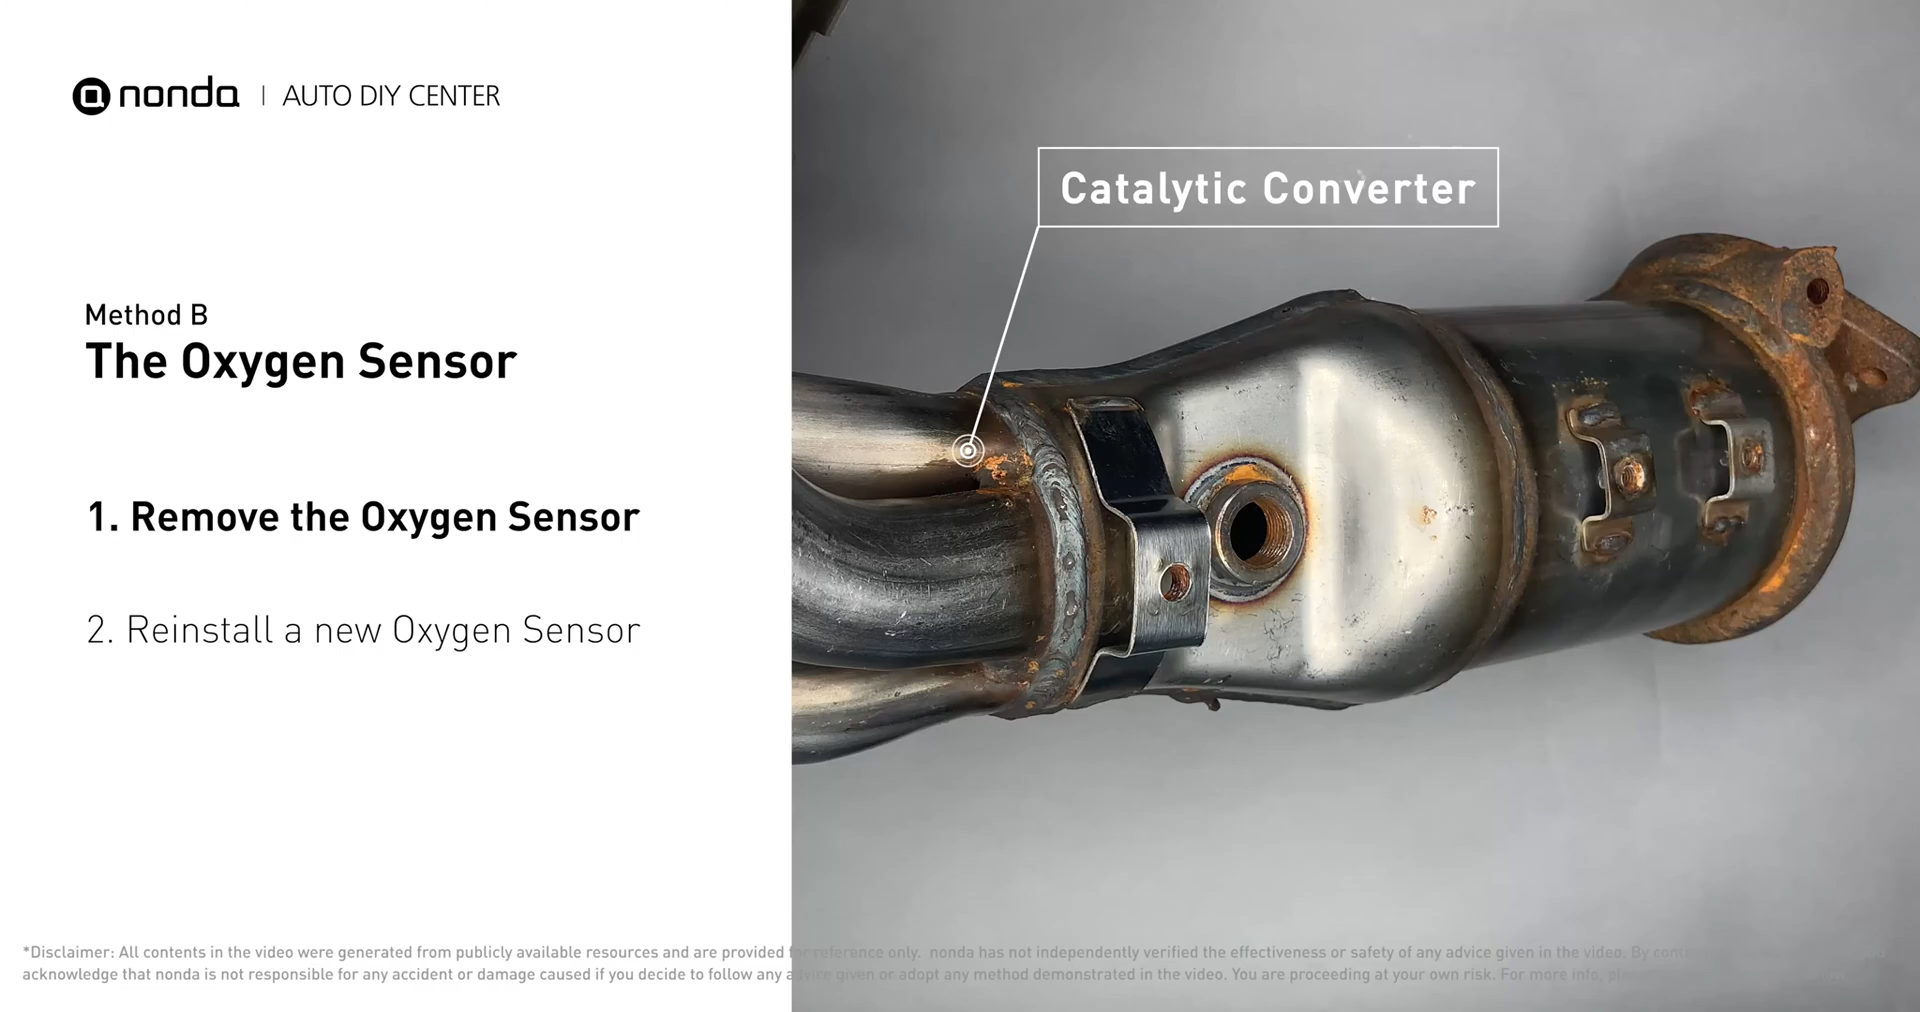 nonda | AUTO DIY CENTER
Catalytic Converter
Method B
The Oxygen Sensor
1. Remove the Oxygen Sensor
2. Reinstall a new Oxygen Sensor
*Disclaimer: All contents in the video were generated from publicly available resources and are provided for reference only. nonda has not independently verified the effectiveness or safety of any advice given in the video. By
acknowledge that nonda is not responsible for any accident or damage caused if you decide to follow any advice given or adopt any method demonstrated in the video. You are proceeding at your own risk. For more info,